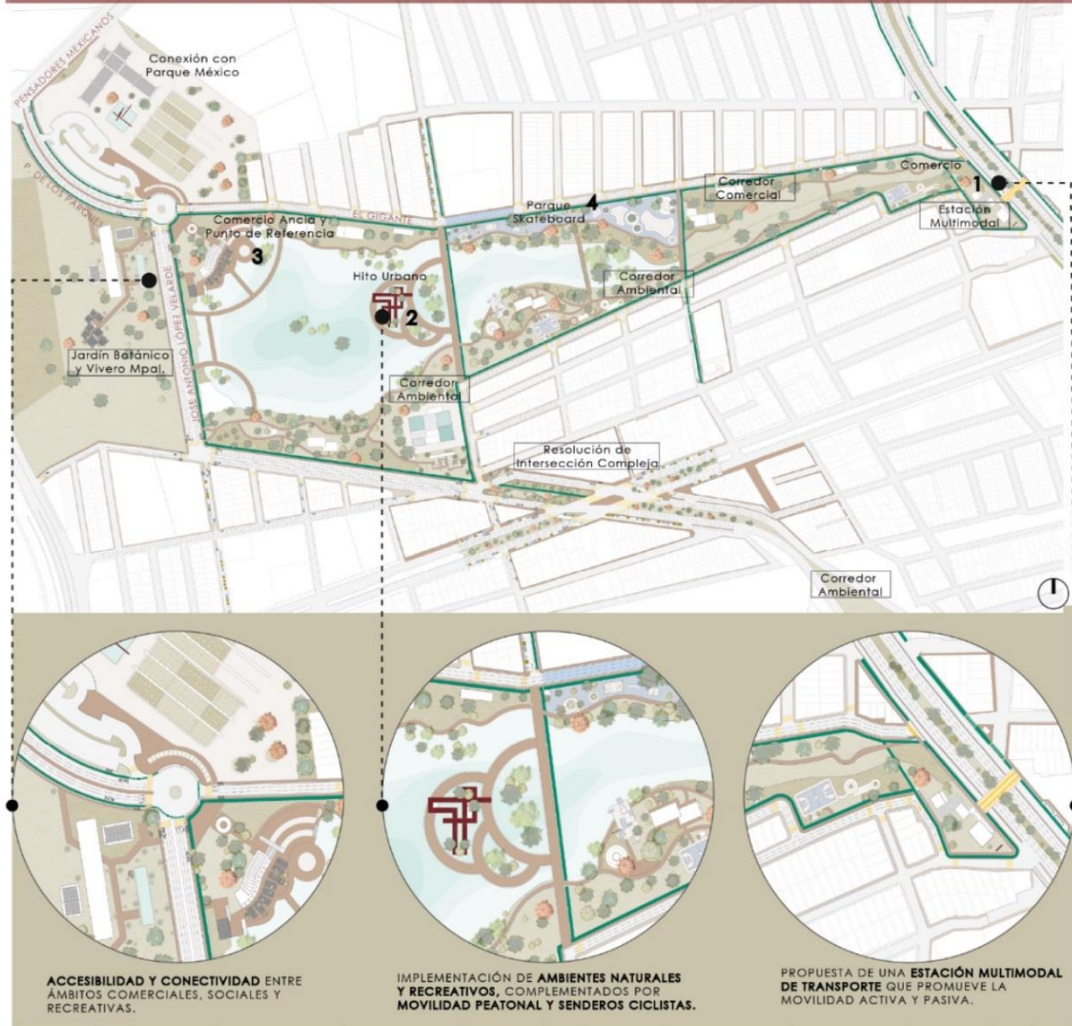 PENSADORES MEXICANOS
Conexión con
Parque México
P. DE LOS PARQUES
Comercio Ancla y
Punto de Referencia
EL GIGANTE
3
Parque
Skateboard
4
Corredor
Comercial
Comercio
1
Estación
Multimodal
Hito Urbano
2
Corredor
Ambiental
JOSE ANTONIO LÓPEZ VELARDE
Jardín Botánico
y Vivero Mpal.
Corredor
Ambiental
Resolución de
Intersección Compleja
Corredor
Ambiental
ACCESIBILIDAD Y CONECTIVIDAD ENTRE
ÁMBITOS COMERCIALES, SOCIALES Y
RECREATIVAS.
IMPLEMENTACIÓN DE AMBIENTES NATURALES
Y RECREATIVOS, COMPLEMENTADOS POR
MOVILIDAD PEATONAL Y SENDEROS CICLISTAS.
PROPUESTA DE UNA ESTACIÓN MULTIMODAL
DE TRANSPORTE QUE PROMUEVE LA
MOVILIDAD ACTIVA Y PASIVA.